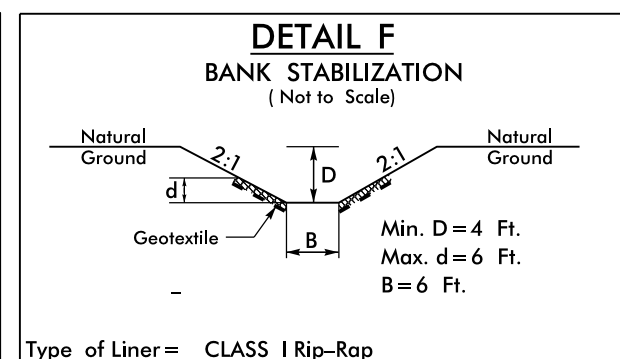 DETAIL F
BANK STABILIZATION
( Not to Scale)
Natural
Ground
2:1
D
2:1
Natural
Ground
d
Geotextile
B
Min. D=4 Ft.
Max. d=6 Ft.
B=6 Ft.
Type of Liner= CLASS I Rip-Rap